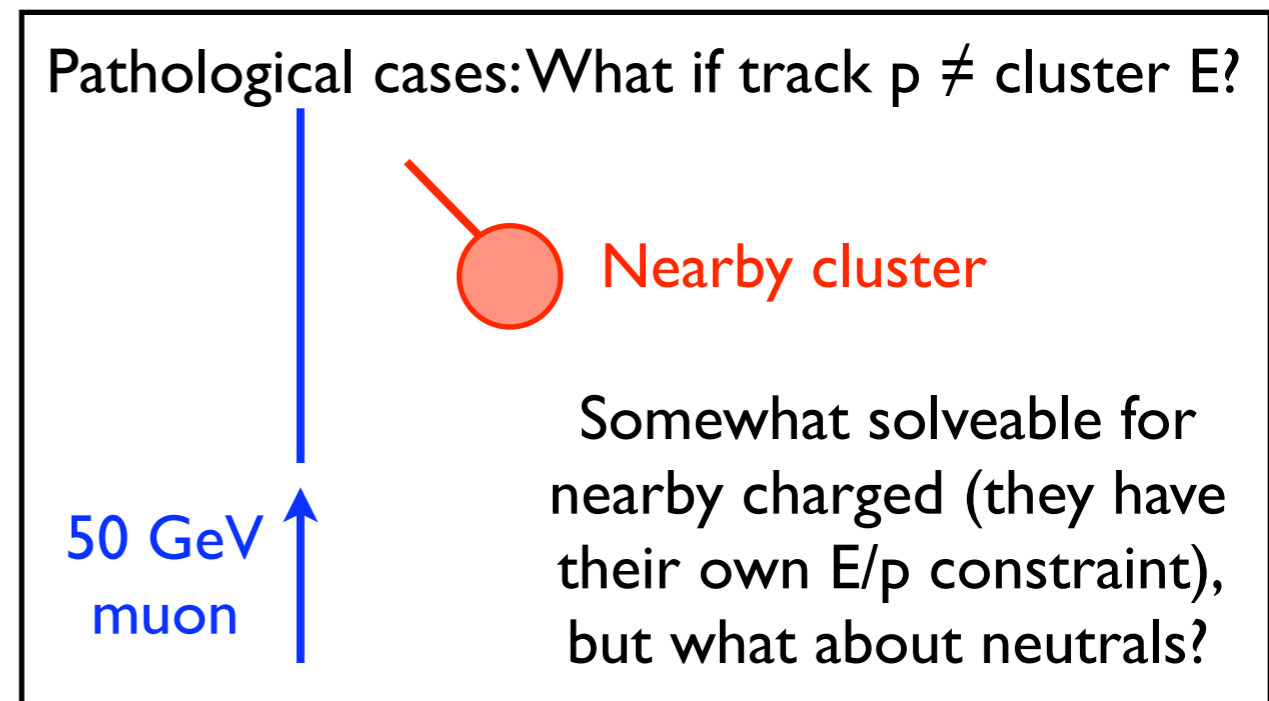 Pathological cases: What if track p ≠ cluster E?
Nearby cluster
Somewhat solveable for
nearby charged (they have
their own E/p constraint),
but what about neutrals?
50 GeV
muon